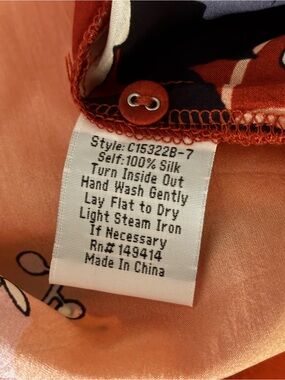 Style: C15322B-7
Self:100% Silk
Turn Inside Out
Hand Wash Gently
Lay Flat to Dry
Light Steam Iron
If Necessary
Rn# 149414
Made In China